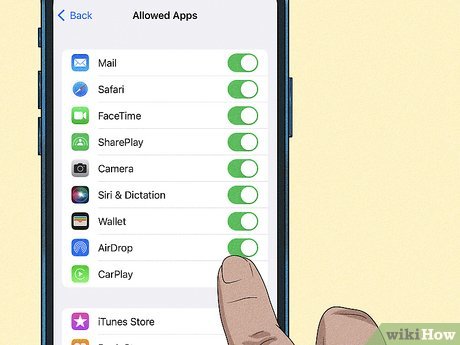 Back
Allowed Apps
Mail
Safari
FaceTime
SharePlay
Camera
Siri & Dictation
Wallet
AirDrop
CarPlay
iTunes Store
wikiHow